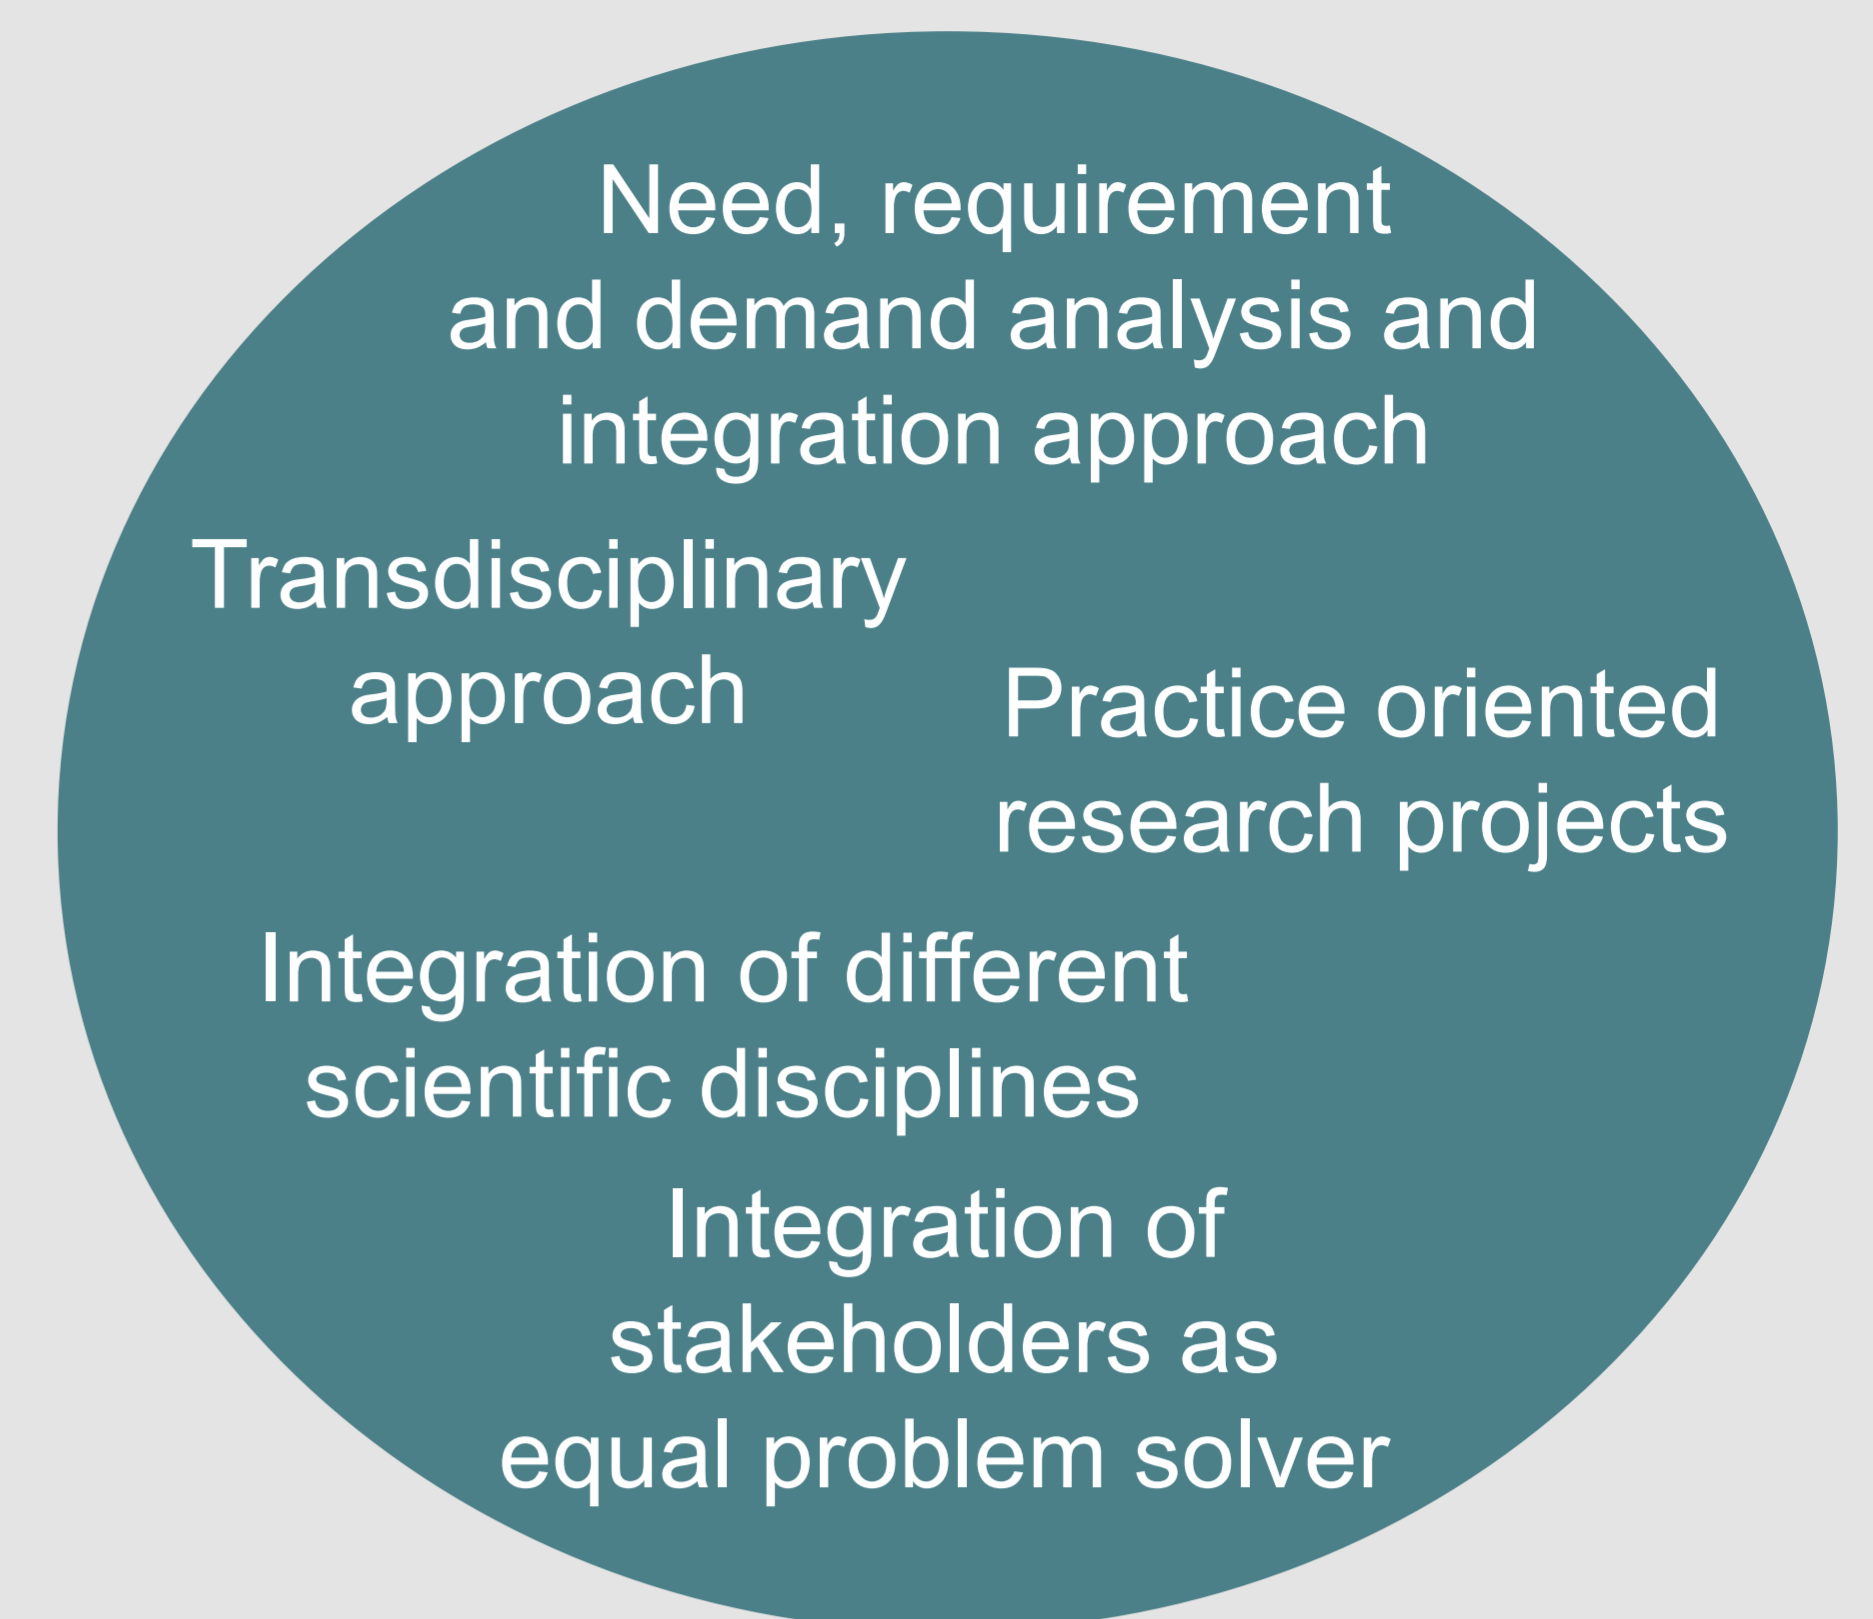 Need, requirement
and demand analysis and
integration approach
Transdisciplinary
approach
Practice oriented
research projects
Integration of different
scientific disciplines
Integration of
stakeholders as
equal problem solver